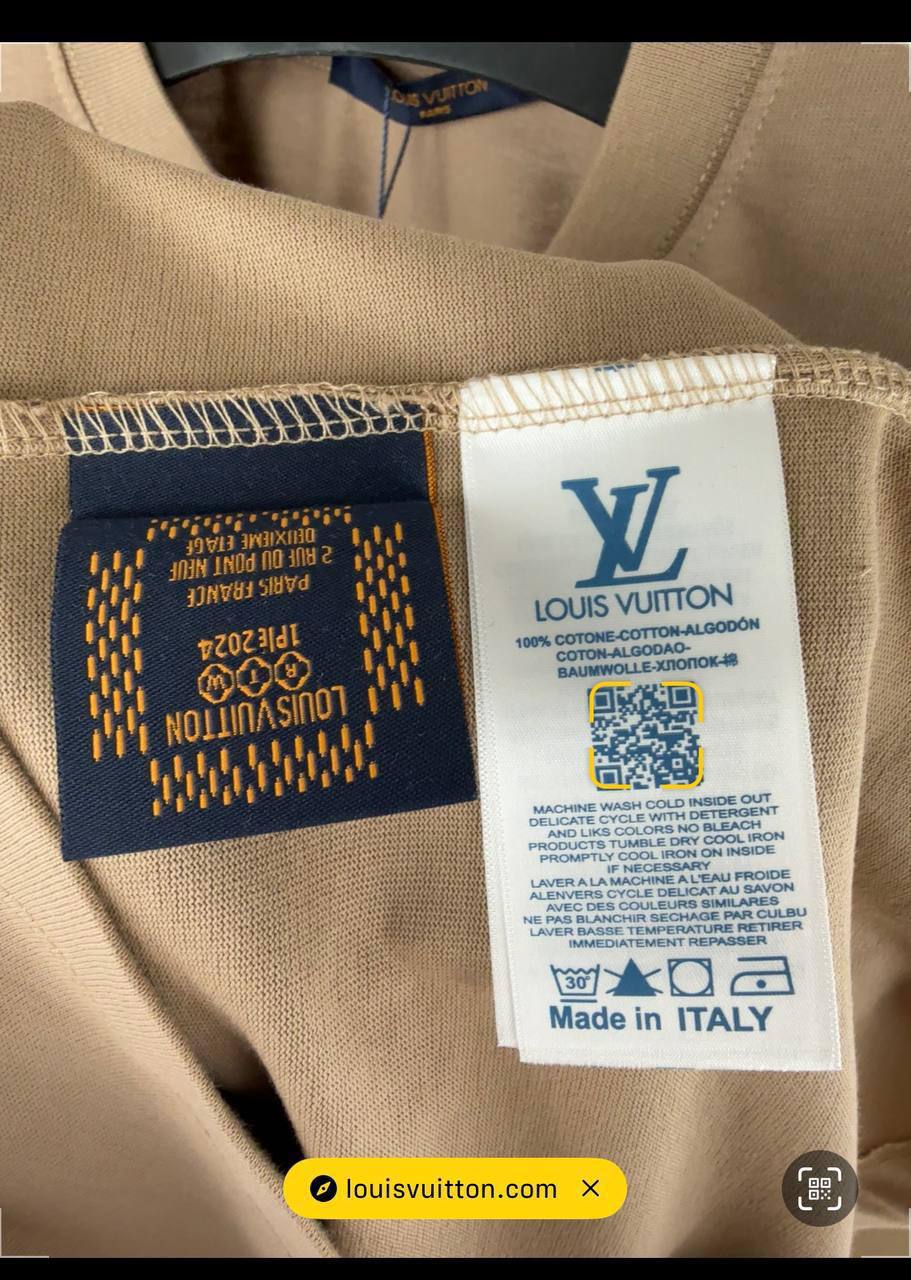 LOUIS VUITTON
PARIS
LOUIS VUITTON
R T W
1PIE2024
PARIS FRANCE
2 RUE DU PONT NEUF
DEUXIEME ETAGE
LV
LOUIS VUITTON
100% COTONE-COTTON-ALGODÓN
COTON-ALGODAO-
BAUMWOLLE-ХЛОПОК-棉
MACHINE WASH COLD INSIDE OUT
DELICATE CYCLE WITH DETERGENT
AND LIKS COLORS NO BLEACH
PRODUCTS TUMBLE DRY COOL IRON
PROMPTLY COOL IRON ON INSIDE
IF NECESSARY
LAVER A LA MACHINE A L'EAU FROIDE
ALENVERS CYCLE DELICAT AU SAVON
AVEC DES COULEURS SIMILARES
NE PAS BLANCHIR SECHAGE PAR CULBU
LAVER BASSE TEMPERATURE RETIRER
IMMEDIATEMENT REPASSER
30°
Made in ITALY
louisvuitton.com